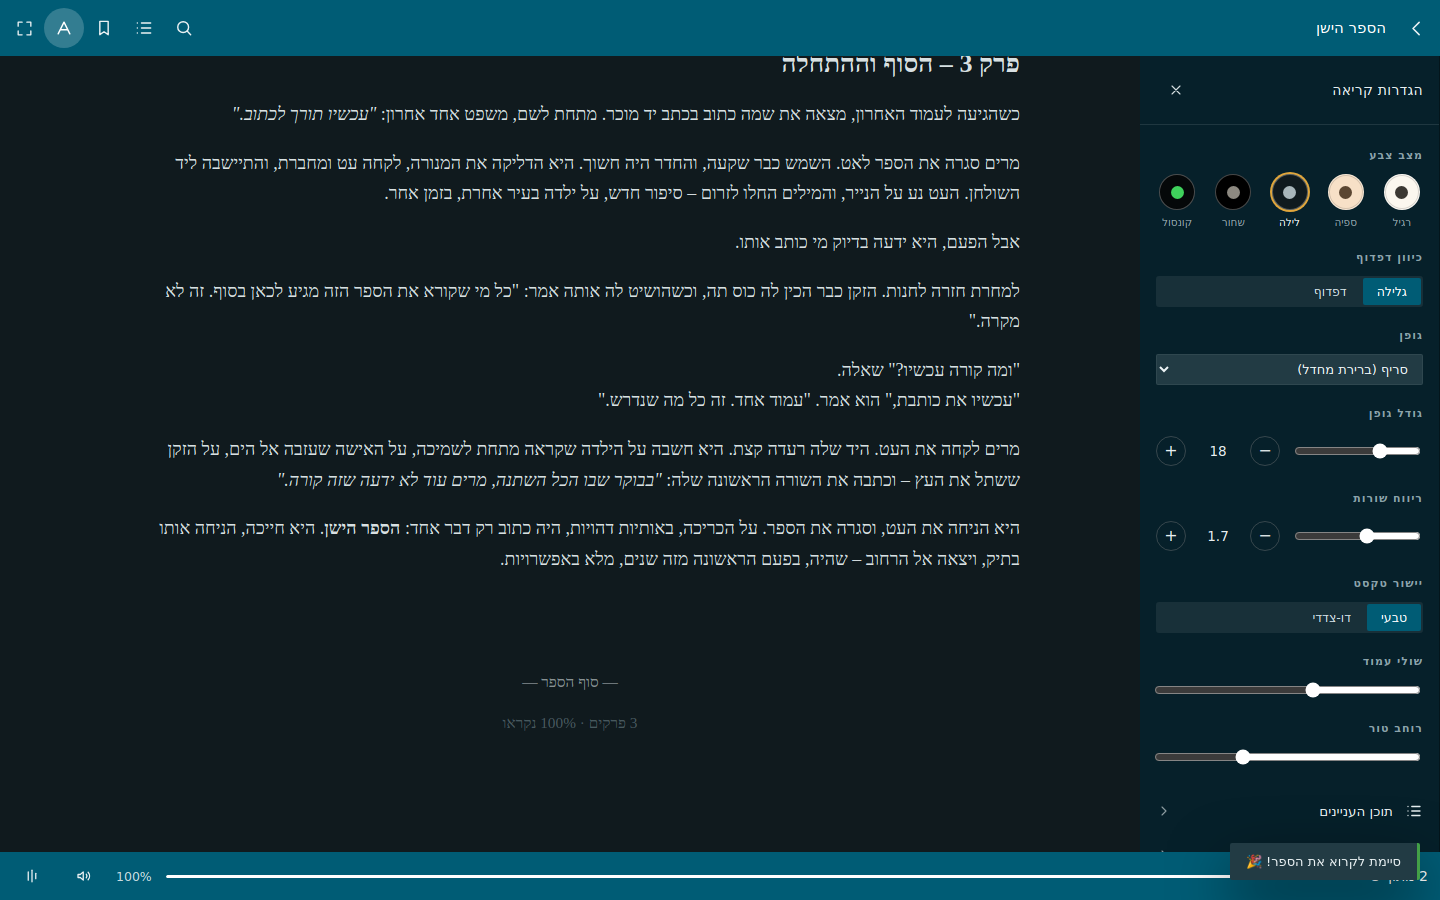 הספר הישן
הגדרות קריאה
מצב צבע
רגיל
ספיה
לילה
שחור
קונסול
כיוון דפדוף
גלילה
דפדוף
גופן
סריף (ברירת מחדל)
גודל גופן
− 18 +
ריווח שורות
− 1.7 +
יישור טקסט
טבעי
דו-צדדי
שולי עמוד
רוחב טור
תוכן העניינים
פרק 3 – הסוף וההתחלה
כשהגיעה לעמוד האחרון, מצאה את שמה כתוב בכתב יד מוכר. מתחת לשם, משפט אחד אחרון: "עכשיו תורך לכתוב."
מרים סגרה את הספר לאט. השמש כבר שקעה, והחדר היה חשוך. היא הדליקה את המנורה, לקחה עט ומחברת, והתיישבה ליד
השולחן. העט נע על הנייר, והמילים החלו לזרום – סיפור חדש, על ילדה בעיר אחרת, בזמן אחר.
אבל הפעם, היא ידעה בדיוק מי כותב אותו.
למחרת חזרה לחנות. הזקן כבר הכין לה כוס תה, וכשהושיט לה אותה אמר: "כל מי שקורא את הספר הזה מגיע לכאן בסוף. זה לא
מקרה."
"ומה קורה עכשיו?" שאלה.
"עכשיו את כותבת," הוא אמר. "עמוד אחד. זה כל מה שנדרש."
מרים לקחה את העט. היד שלה רעדה קצת. היא חשבה על הילדה שקראה מתחת לשמיכה, על האישה שעזבה אל הים, על הזקן
ששתל את העץ – וכתבה את השורה הראשונה שלה: "בבוקר שבו הכל השתנה, מרים עוד לא ידעה שזה קורה."
היא הניחה את העט, וסגרה את הספר. על הכריכה, באותיות דהויות, היה כתוב רק דבר אחד: הספר הישן. היא חייכה, הניחה אותו
בתיק, ויצאה אל הרחוב – שהיה, בפעם הראשונה מזה שנים, מלא באפשרויות.
— סוף הספר —
3 פרקים · 100% נקראו
סיימת לקרוא את הספר! 🎉
2
100%